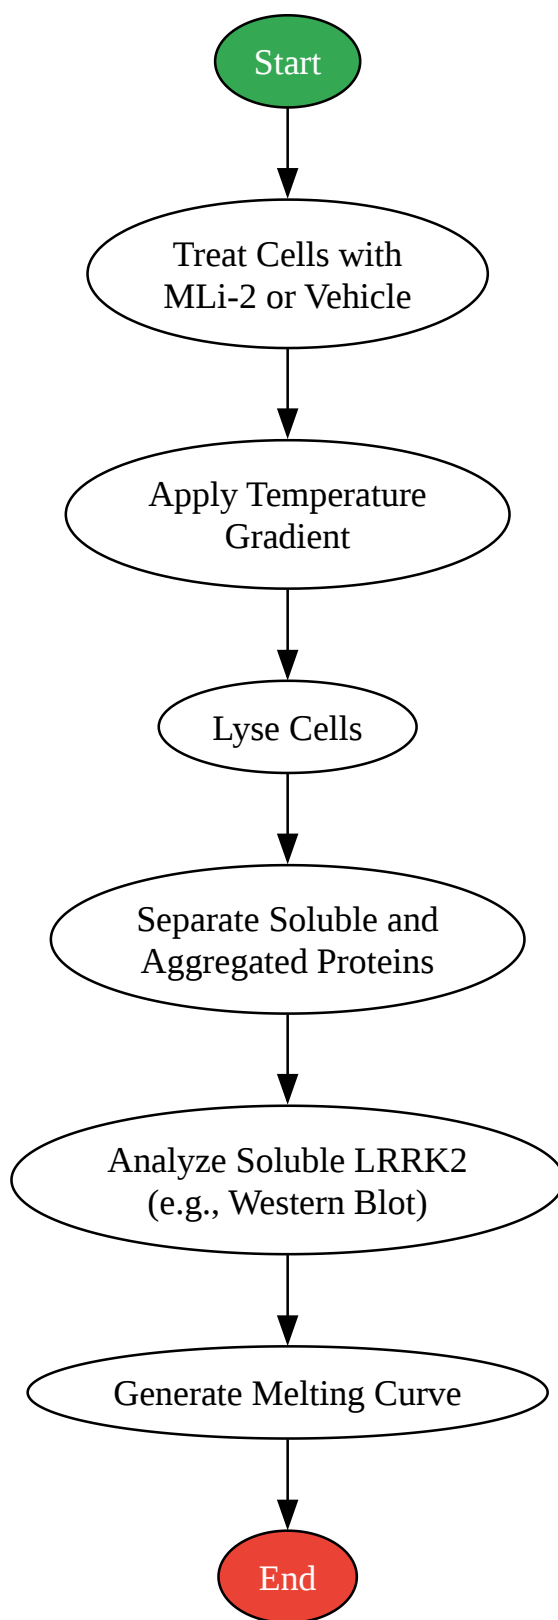 Start
Treat Cells with
MLi-2 or Vehicle
Apply Temperature
Gradient
Lyse Cells
Separate Soluble and
Aggregated Proteins
Analyze Soluble LRRK2
(e.g., Western Blot)
Generate Melting Curve
End